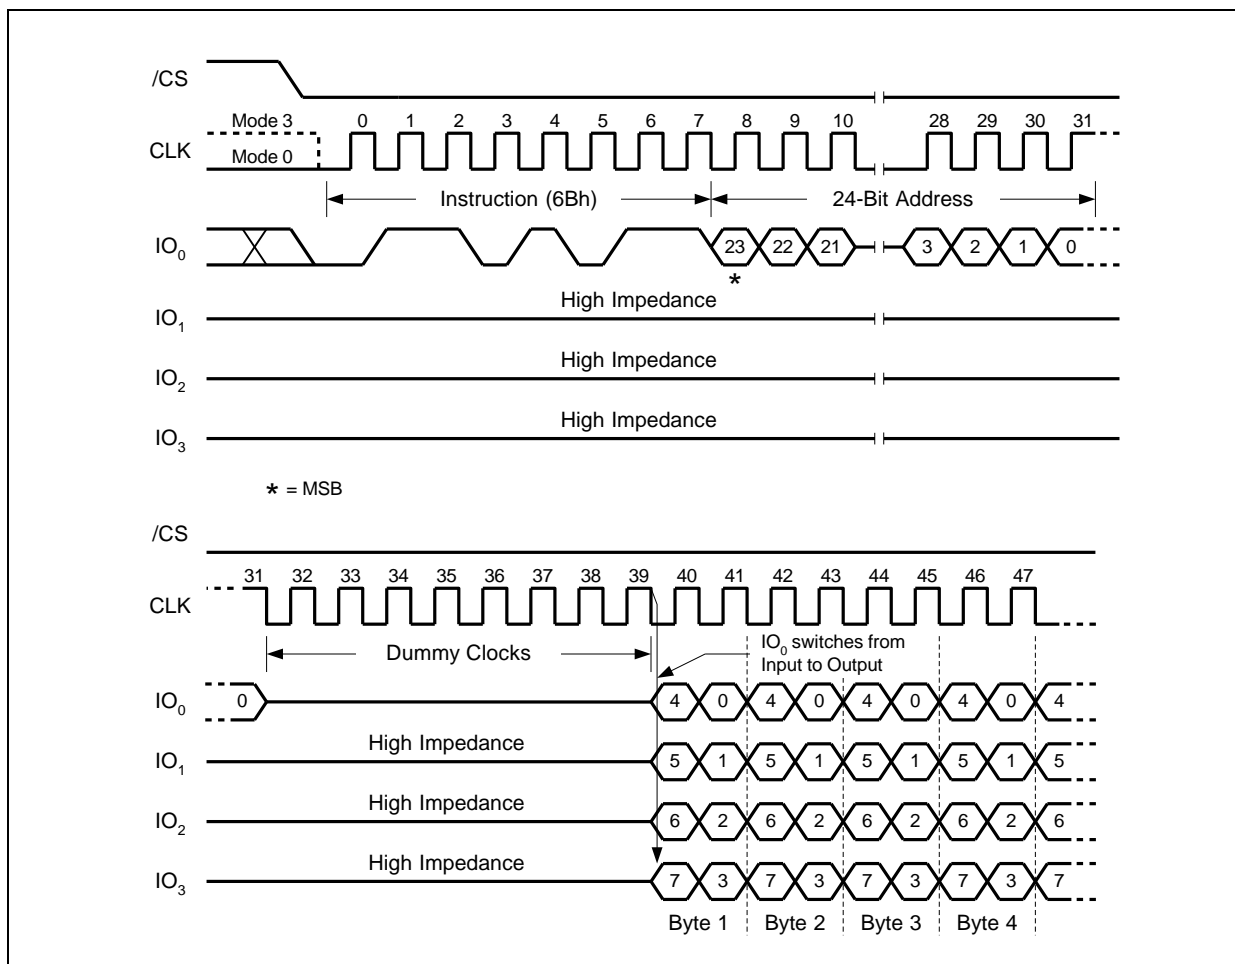 /CS
Mode 3 0 1 2 3 4 5 6 7 8 9 10 28 29 30 31
CLK
Mode 0
Instruction (6Bh) 24-Bit Address
IO0 23 22 21 3 2 1 0
*
High Impedance
IO1
High Impedance
IO2
High Impedance
IO3
* = MSB
/CS
31 32 33 34 35 36 37 38 39 40 41 42 43 44 45 46 47
CLK
Dummy Clocks
IO0 switches from
Input to Output
IO0 0 4 0 4 0 4 0 4 0 4
High Impedance
IO1 5 1 5 1 5 1 5 1 5
High Impedance
IO2 6 2 6 2 6 2 6 2 6
High Impedance
IO3 7 3 7 3 7 3 7 3 7
Byte 1 Byte 2 Byte 3 Byte 4